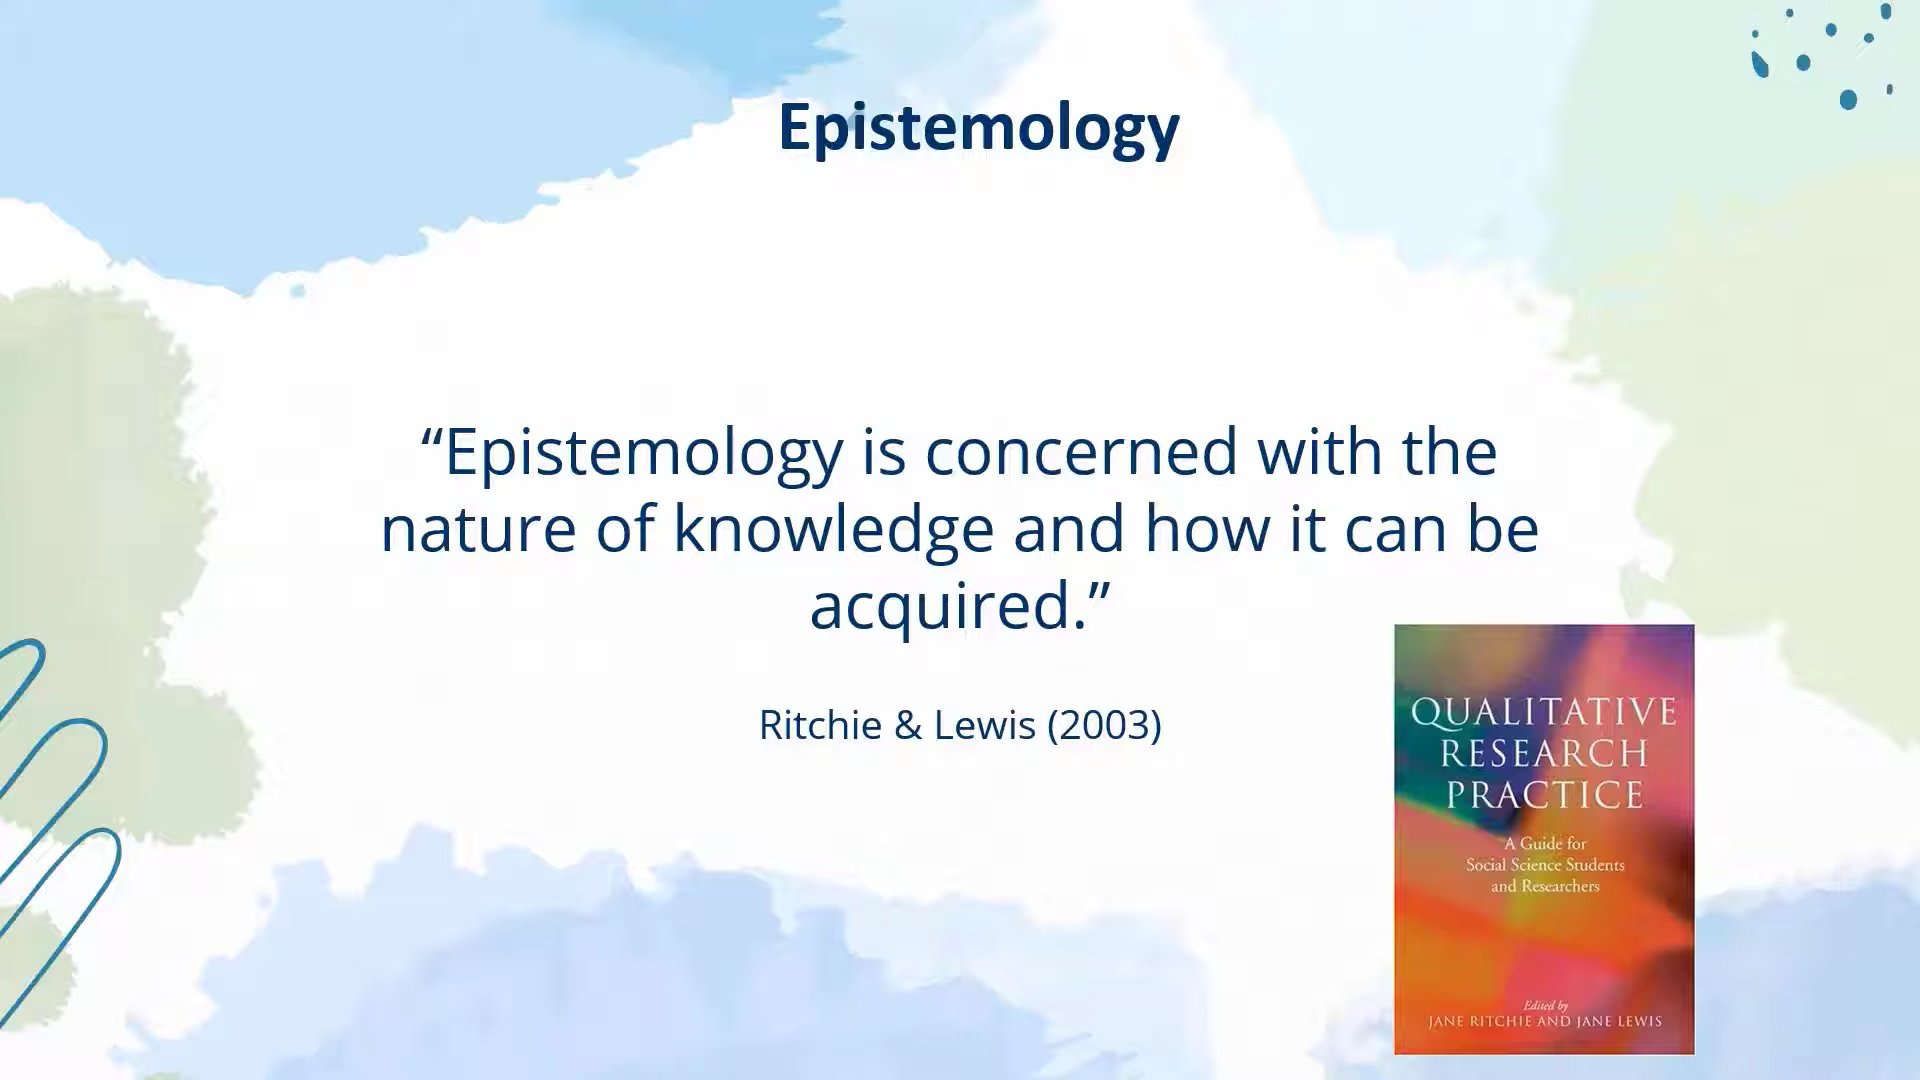 Epistemology
“Epistemology is concerned with the
nature of knowledge and how it can be
acquired.”
Ritchie & Lewis (2003)
QUALITATIVE
RESEARCH
PRACTICE
A Guide for
Social Science Students
and Researchers
Edited by
JANE RITCHIE AND JANE LEWIS